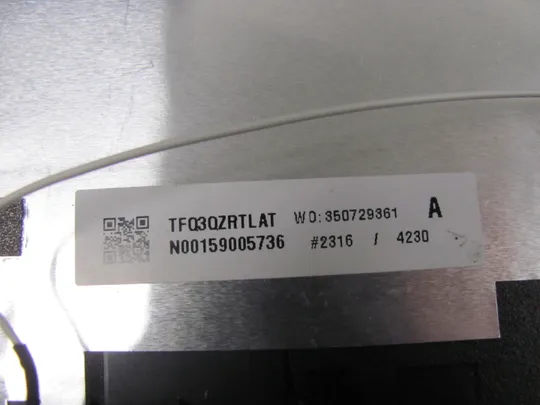 TFQ3QZRTLAT WO:350729361 A
N00159005736 #2316 / 4230